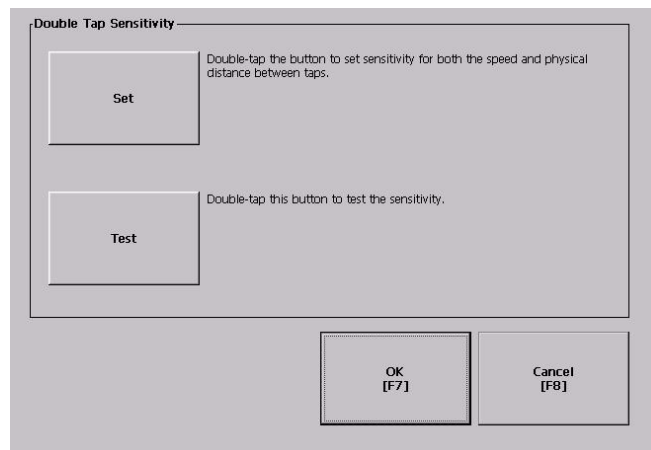 Double Tap Sensitivity
Double-tap the button to set sensitivity for both the speed and physical
distance between taps.
Set
Double-tap this button to test the sensitivity.
Test
OK
[F7]
Cancel
[F8]